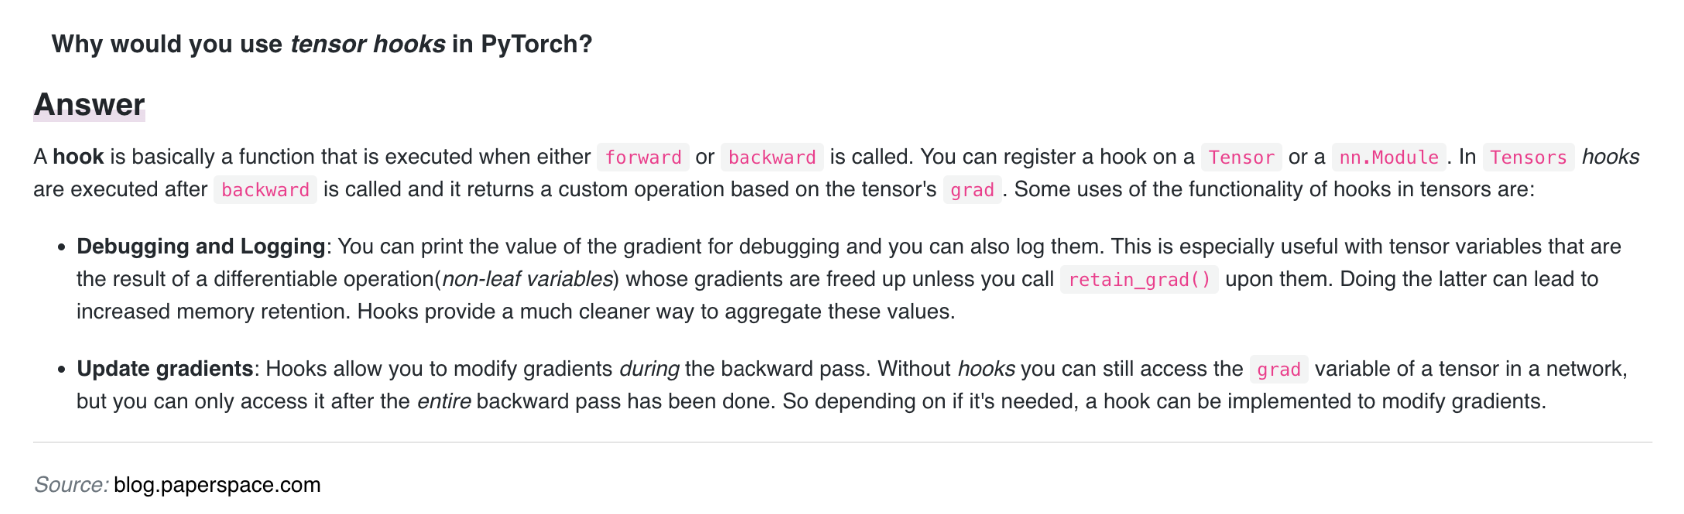 Why would you use tensor hooks in PyTorch?
Answer
A hook is basically a function that is executed when either forward or backward is called. You can register a hook on a Tensor or a nn.Module. In Tensors hooks
are executed after backward is called and it returns a custom operation based on the tensor's grad. Some uses of the functionality of hooks in tensors are:
• Debugging and Logging: You can print the value of the gradient for debugging and you can also log them. This is especially useful with tensor variables that are
the result of a differentiable operation(non-leaf variables) whose gradients are freed up unless you call retain_grad() upon them. Doing the latter can lead to
increased memory retention. Hooks provide a much cleaner way to aggregate these values.
• Update gradients: Hooks allow you to modify gradients during the backward pass. Without hooks you can still access the grad variable of a tensor in a network,
but you can only access it after the entire backward pass has been done. So depending on if it's needed, a hook can be implemented to modify gradients.
Source: blog.paperspace.com